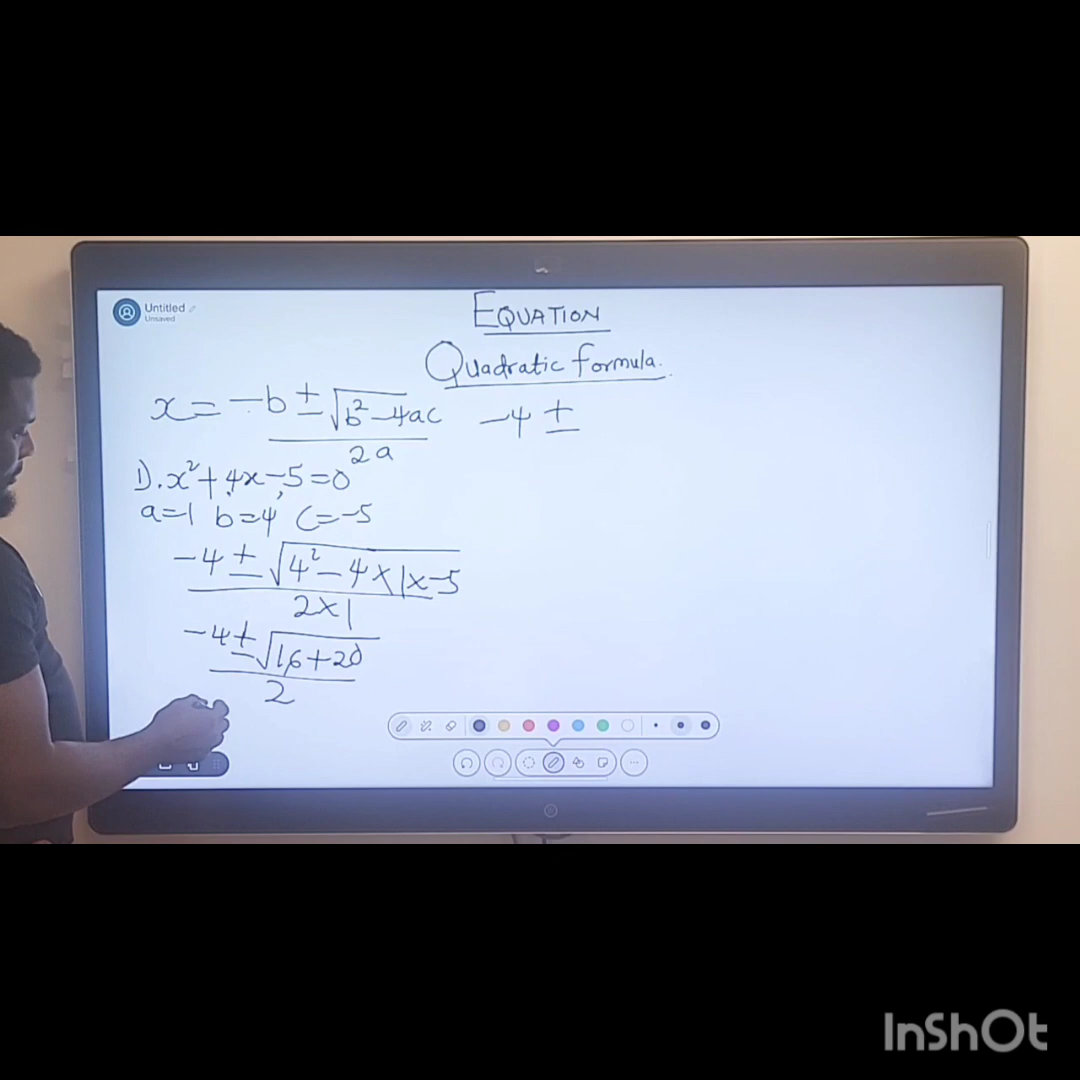 Untitled
Unsaved
EQUATION
Quadratic formula.
x = -b ± √b² -4ac
2a
-4 ±
1). x² + 4x -5 = 0
a=1 b=4 c=-5
-4 ± √4² - 4 x 1 x -5
2 x 1
-4 ± √16+20
2
InShOt